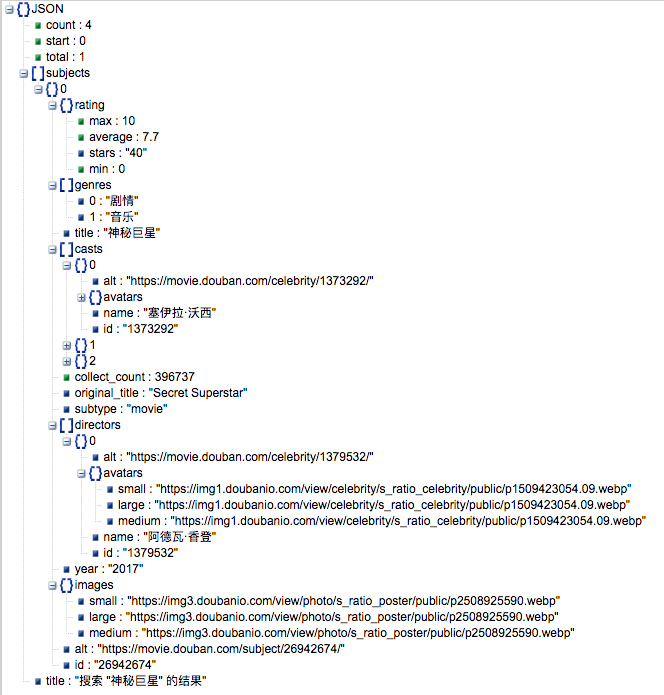 {}JSON
count : 4
start : 0
total : 1
[]subjects
{}0
{}rating
max : 10
average : 7.7
stars : "40"
min : 0
[]genres
0 : "剧情"
1 : "音乐"
title : "神秘巨星"
[]casts
{}0
alt : "https://movie.douban.com/celebrity/1373292/"
{}avatars
name : "塞伊拉·沃西"
id : "1373292"
{}1
{}2
collect_count : 396737
original_title : "Secret Superstar"
subtype : "movie"
[]directors
{}0
alt : "https://movie.douban.com/celebrity/1379532/"
{}avatars
small : "https://img1.doubanio.com/view/celebrity/s_ratio_celebrity/public/p1509423054.09.webp"
large : "https://img1.doubanio.com/view/celebrity/s_ratio_celebrity/public/p1509423054.09.webp"
medium : "https://img1.doubanio.com/view/celebrity/s_ratio_celebrity/public/p1509423054.09.webp"
name : "阿德瓦·香登"
id : "1379532"
year : "2017"
{}images
small : "https://img3.doubanio.com/view/photo/s_ratio_poster/public/p2508925590.webp"
large : "https://img3.doubanio.com/view/photo/s_ratio_poster/public/p2508925590.webp"
medium : "https://img3.doubanio.com/view/photo/s_ratio_poster/public/p2508925590.webp"
alt : "https://movie.douban.com/subject/26942674/"
id : "26942674"
title : "搜索 "神秘巨星" 的结果"